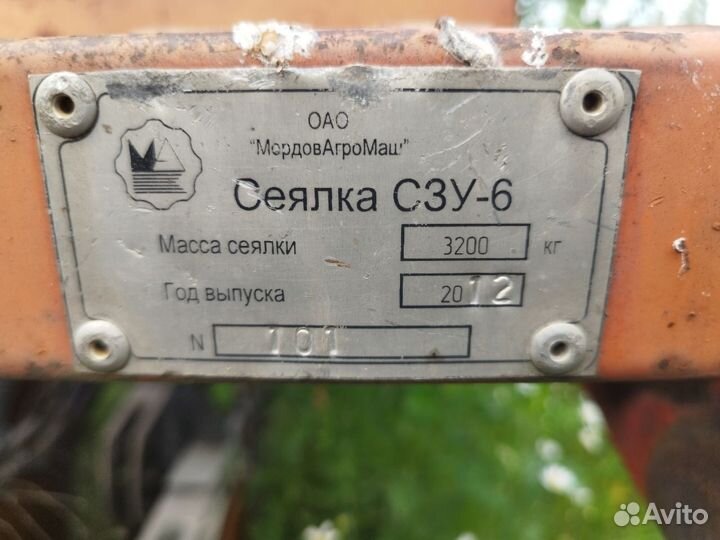 ОАО
"МордовАгроМаш"
Сеялка СЗУ-6
Масса сеялки 3200 кг
Год выпуска 2012
N 101
Avito